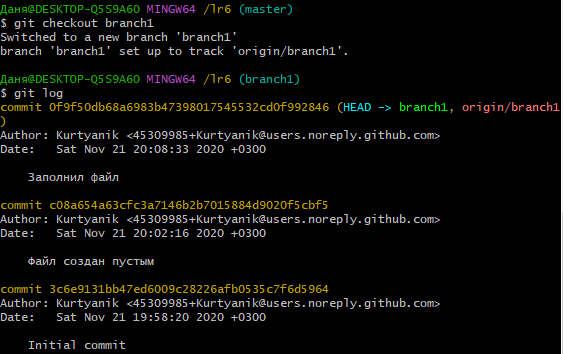 Даня@DESKTOP-Q5S9A6O MINGW64 /lr6 (master)
$ git checkout branch1
Switched to a new branch 'branch1'
branch 'branch1' set up to track 'origin/branch1'.
Даня@DESKTOP-Q5S9A6O MINGW64 /lr6 (branch1)
$ git log
commit 0f9f50db68a6983b47398017545532cd0f992846 (HEAD -> branch1, origin/branch1
)
Author: Kurtyanik <45309985+Kurtyanik@users.noreply.github.com>
Date:   Sat Nov 21 20:08:33 2020 +0300
    Заполнил файл
commit c08a654a63cfc3a7146b2b7015884d9020f5cbf5
Author: Kurtyanik <45309985+Kurtyanik@users.noreply.github.com>
Date:   Sat Nov 21 20:02:16 2020 +0300
    Файл создан пустым
commit 3c6e9131bb47ed6009c28226afb0535c7f6d5964
Author: Kurtyanik <45309985+Kurtyanik@users.noreply.github.com>
Date:   Sat Nov 21 19:58:20 2020 +0300
    Initial commit